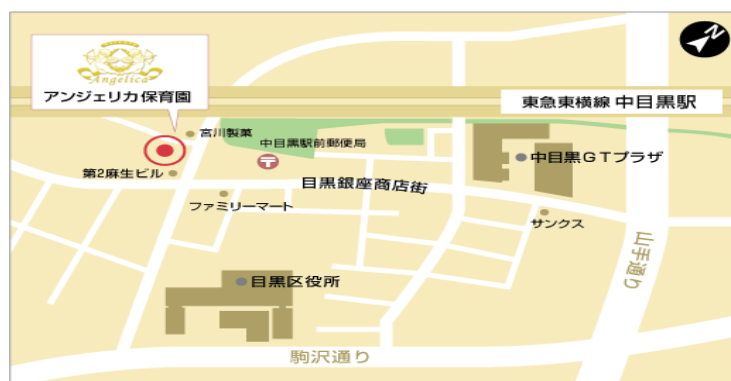 N
Angelica
アンジェリカ保育園
東急東横線 中目黒駅
宮川製菓
中目黒駅前郵便局
〒
中目黒GTプラザ
第2麻生ビル
目黒銀座商店街
ファミリーマート
サンクス
山手通り
目黒区役所
駒沢通り